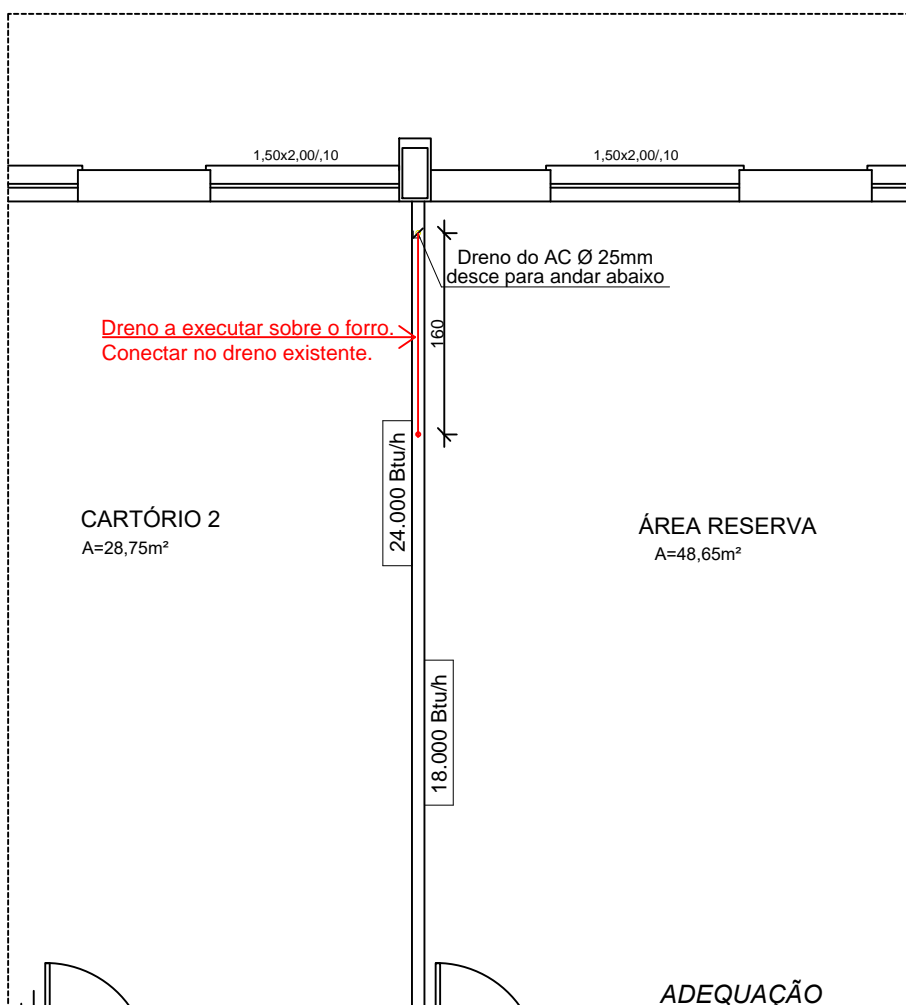 1,50x2,00/,10
1,50x2,00/,10
Dreno do AC Ø 25mm
desce para andar abaixo
Dreno a executar sobre o forro.
Conectar no dreno existente.
160
24.000 Btu/h
CARTÓRIO 2
A=28,75m²
ÁREA RESERVA
A=48,65m²
18.000 Btu/h
ADEQUAÇÃO